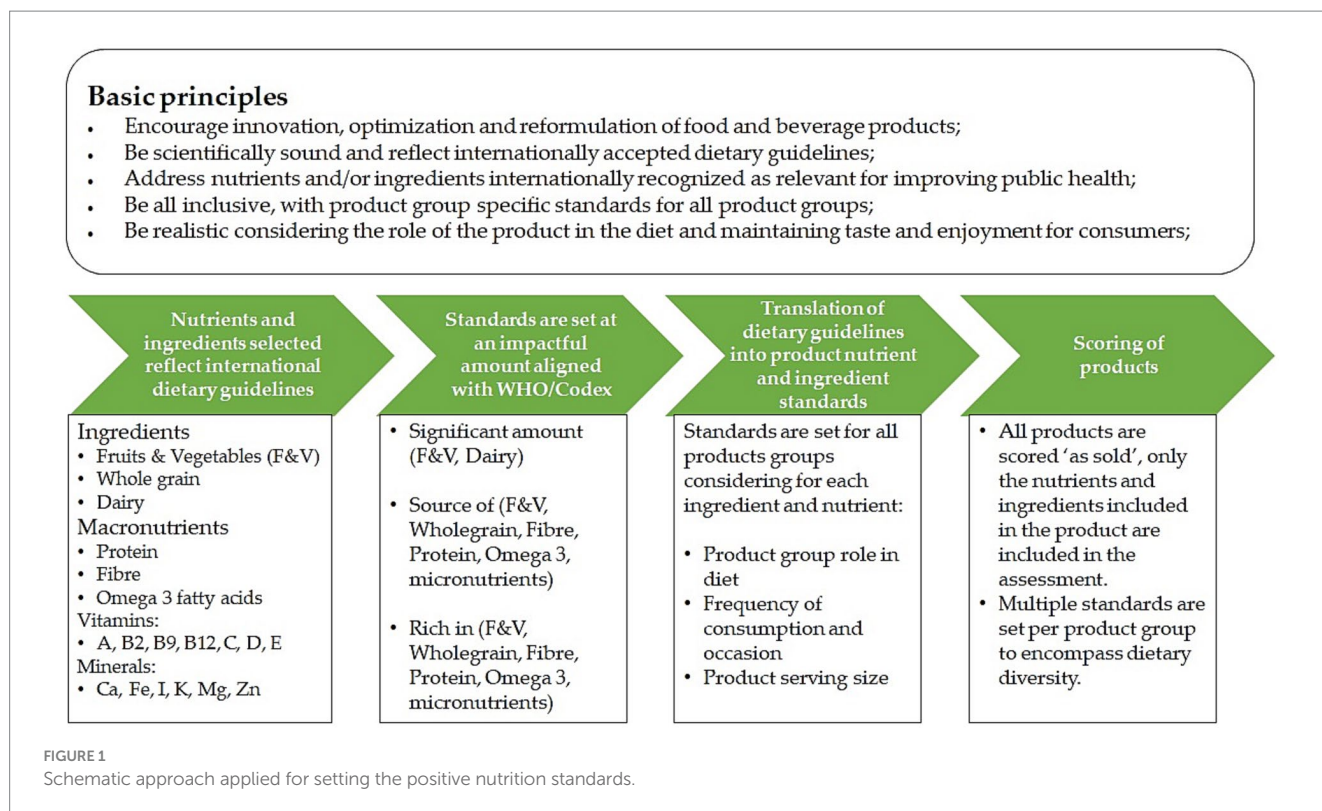 Basic principles
• Encourage innovation, optimization and reformulation of food and beverage products;
• Be scientifically sound and reflect internationally accepted dietary guidelines;
• Address nutrients and/or ingredients internationally recognized as relevant for improving public health;
• Be all inclusive, with product group specific standards for all product groups;
• Be realistic considering the role of the product in the diet and maintaining taste and enjoyment for consumers;
Nutrients and
ingredients selected
reflect international
dietary guidelines
Ingredients
• Fruits & Vegetables (F&V)
• Whole grain
• Dairy
Macronutrients
• Protein
• Fibre
• Omega 3 fatty acids
Vitamins:
• A, B2, B9, B12, C, D, E
Minerals:
• Ca, Fe, I, K, Mg, Zn
Standards are set at
an impactful
amount aligned
with WHO/Codex
• Significant amount
(F&V, Dairy)
• Source of (F&V,
Wholegrain, Fibre,
Protein, Omega 3,
micronutrients)
• Rich in (F&V,
Wholegrain, Fibre,
Protein, Omega 3,
micronutrients)
Translation of
dietary guidelines
into product nutrient
and ingredient
standards
Standards are set for all
products groups
considering for each
ingredient and nutrient:
• Product group role in
diet
• Frequency of
consumption and
occasion
• Product serving size
Scoring of
products
• All products are
scored 'as sold', only
the nutrients and
ingredients included
in the product are
included in the
assessment.
• Multiple standards are
set per product group
to encompass dietary
diversity.
FIGURE 1
Schematic approach applied for setting the positive nutrition standards.